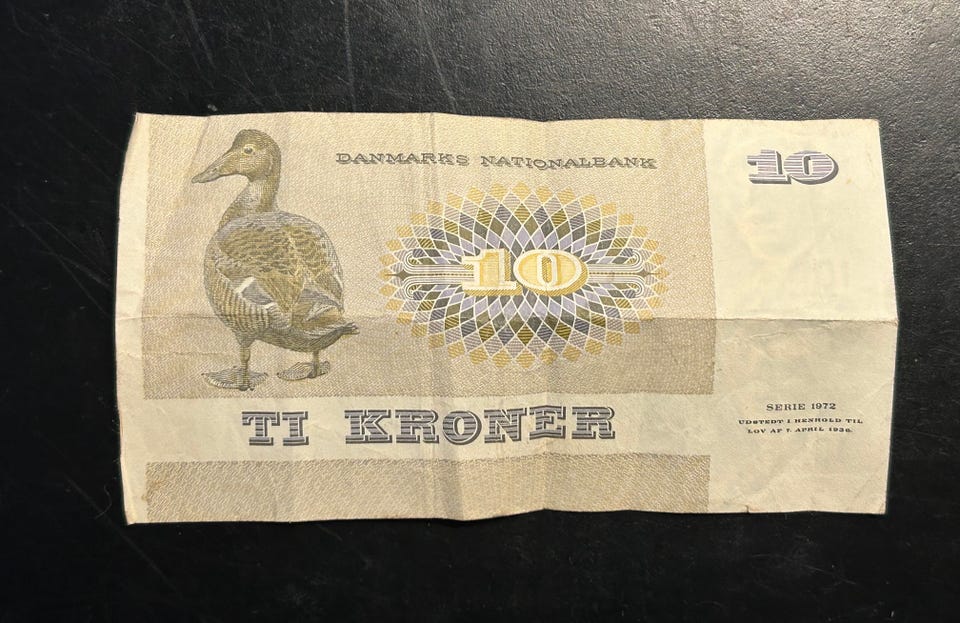 DANMARKS NATIONALBANK
10
10
TI KRONER
SERIE 1972
UDSTEDT I HENHOLD TIL
LOV AF 7. APRIL 1936.